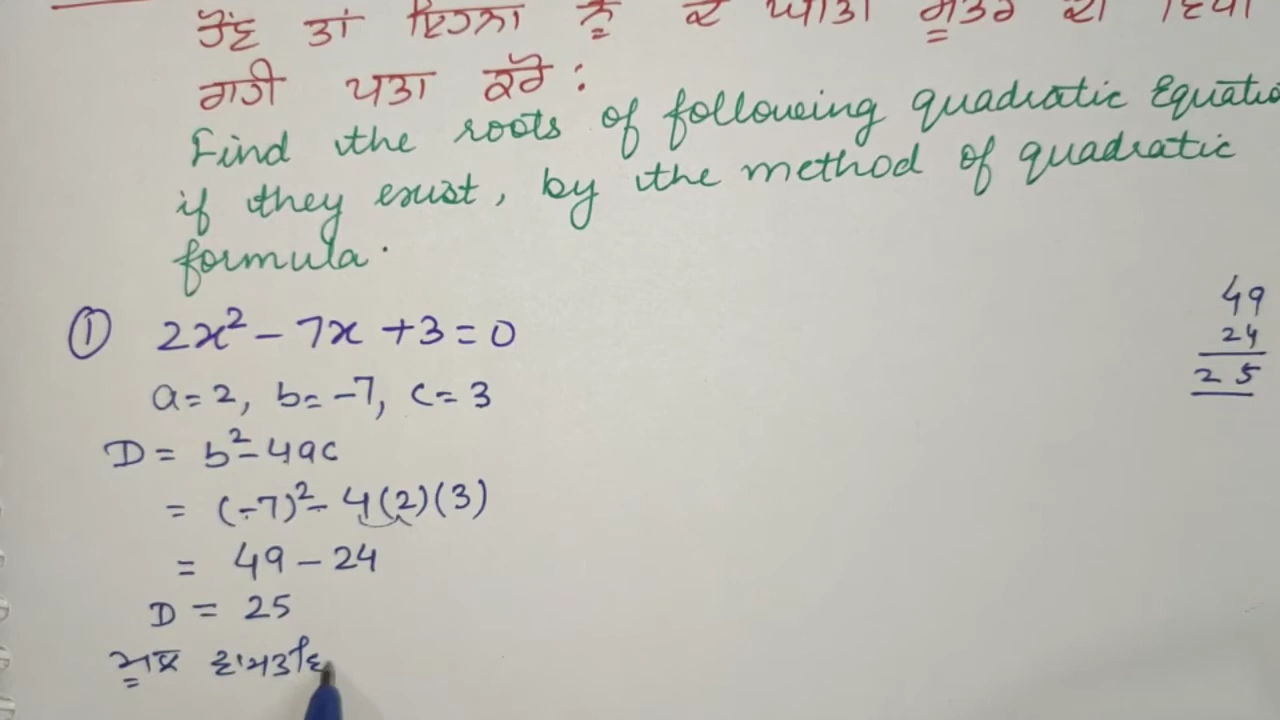 ਹੋਣ ਤਾਂ ਇਹਨਾ ਨੂੰ ਦੋ ਘਾਤੀ ਸੂਤਰ ਦੀ ਵਿਧੀ
ਰਾਹੀ ਪਤਾ ਕਰੋ :
Find the roots of following quadratic Equatio
if they exist, by the method of quadratic
formula.
① 2x² - 7x + 3 = 0
a = 2, b = -7, c = 3
D = b² - 4ac
= (-7)² - 4(2)(3)
= 49 - 24
D = 25
ਮੂਲ
49
24
25